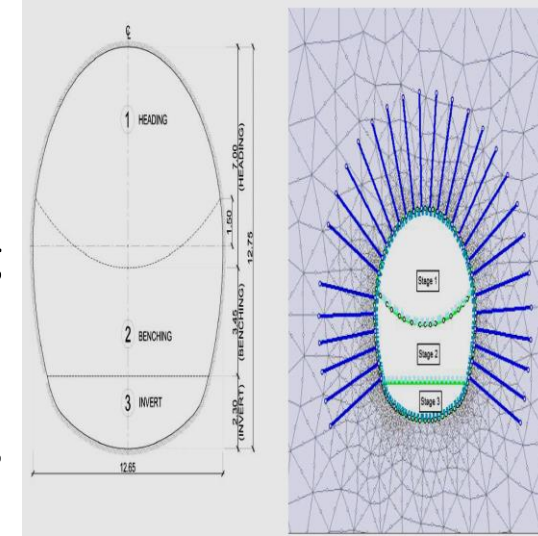 ℄
1 HEADING
7.00
(HEADING)
1.50
12.75
2 BENCHING
3.45
(BENCHING)
3 INVERT
2.30
(INVERT)
12.65
Stage 1
Stage 2
Stage 3